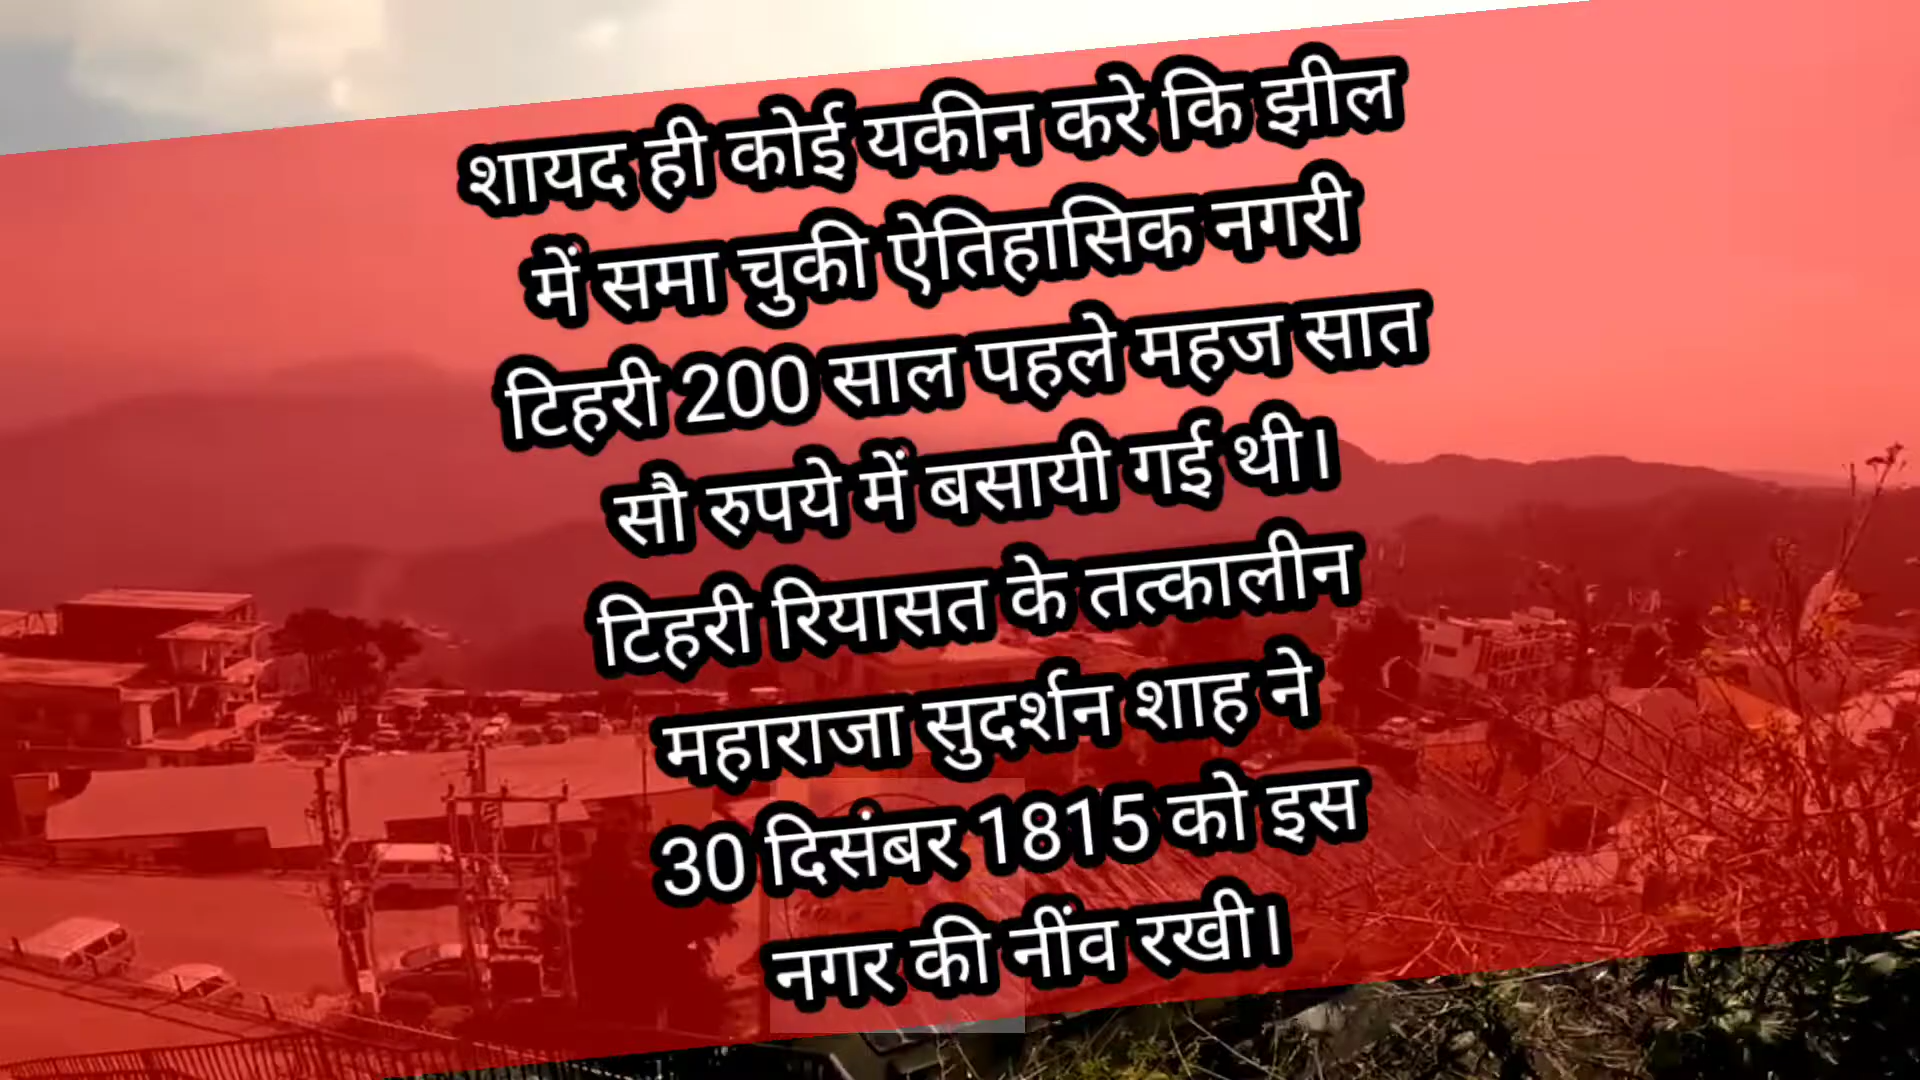 शायद ही कोई यकीन करे कि झील
में समा चुकी ऐतिहासिक नगरी
टिहरी 200 साल पहले महज सात
सौ रुपये में बसायी गई थी।
टिहरी रियासत के तत्कालीन
महाराजा सुदर्शन शाह ने
30 दिसंबर 1815 को इस
नगर की नींव रखी।